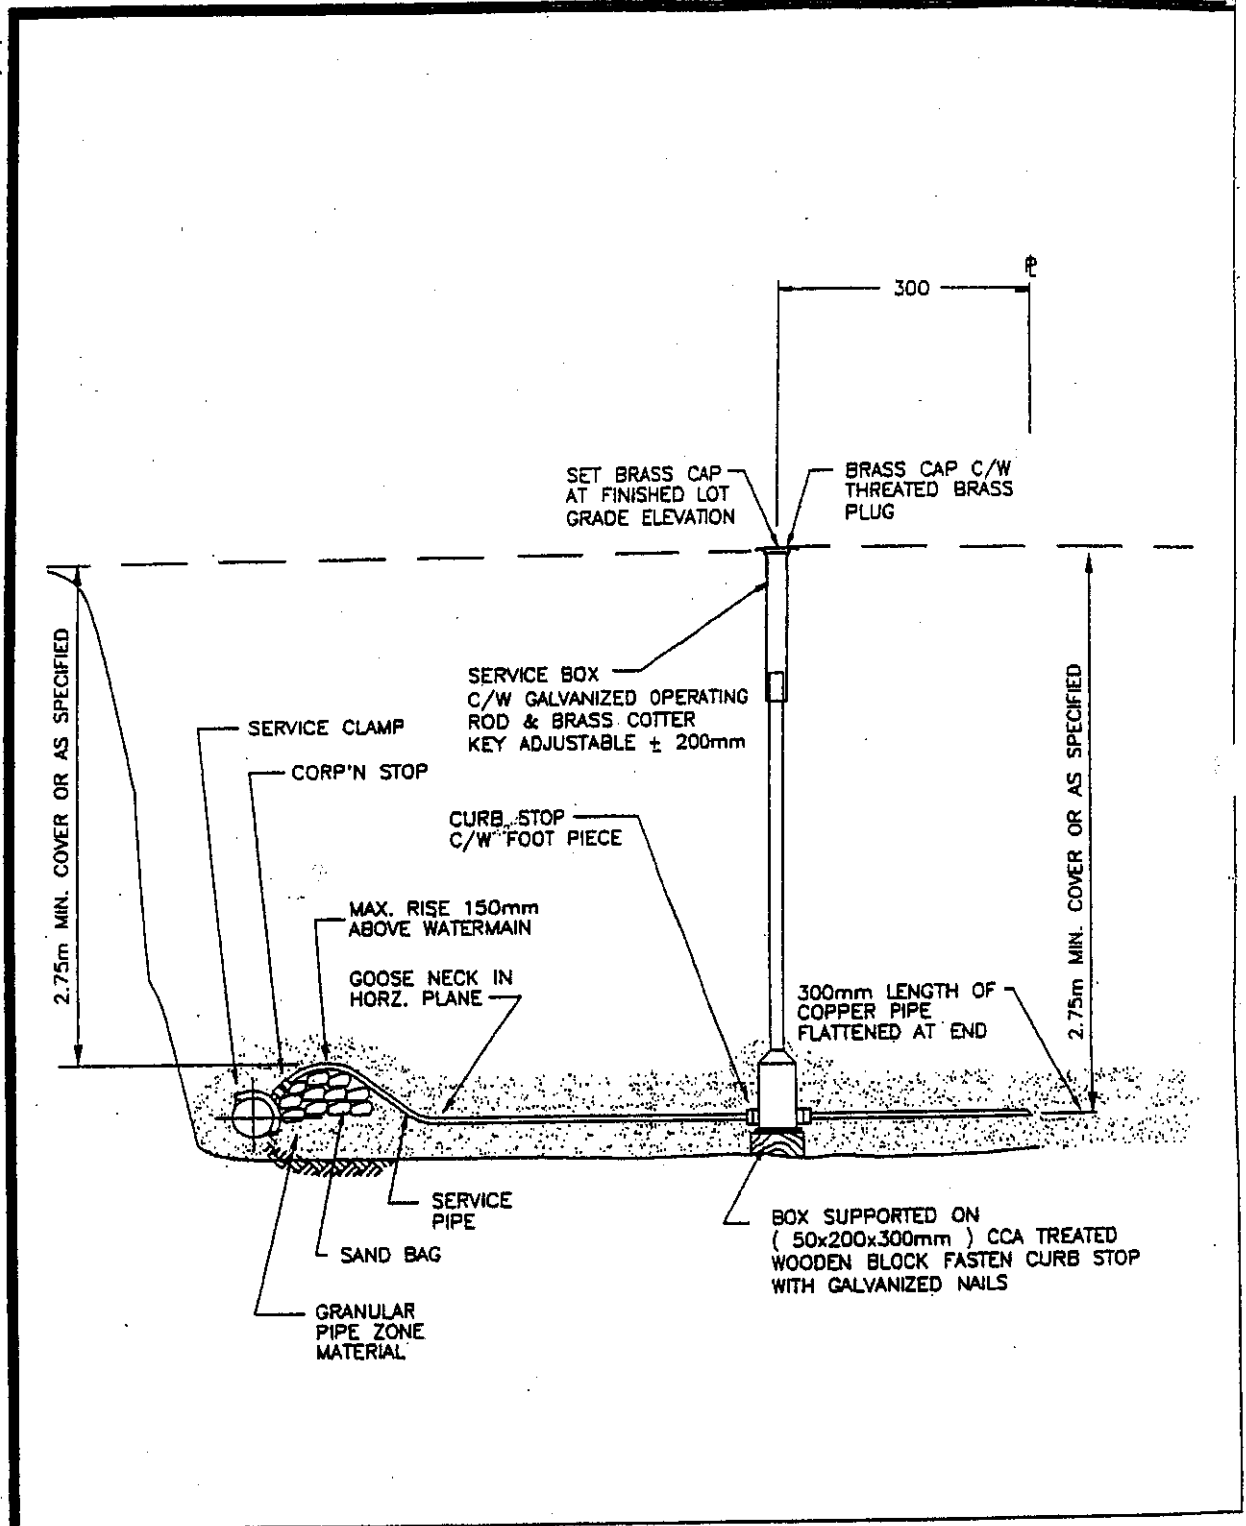 ℄
300
SET BRASS CAP
AT FINISHED LOT
GRADE ELEVATION
BRASS CAP C/W
THREATED BRASS
PLUG
2.75m MIN. COVER OR AS SPECIFIED
SERVICE BOX
C/W GALVANIZED OPERATING
ROD & BRASS COTTER
KEY ADJUSTABLE ± 200mm
SERVICE CLAMP
CORP'N STOP
CURB STOP
C/W FOOT PIECE
2.75m MIN. COVER OR AS SPECIFIED
MAX. RISE 150mm
ABOVE WATERMAIN
GOOSE NECK IN
HORZ. PLANE
300mm LENGTH OF
COPPER PIPE
FLATTENED AT END
SERVICE
PIPE
SAND BAG
GRANULAR
PIPE ZONE
MATERIAL
BOX SUPPORTED ON
( 50x200x300mm ) CCA TREATED
WOODEN BLOCK FASTEN CURB STOP
WITH GALVANIZED NAILS